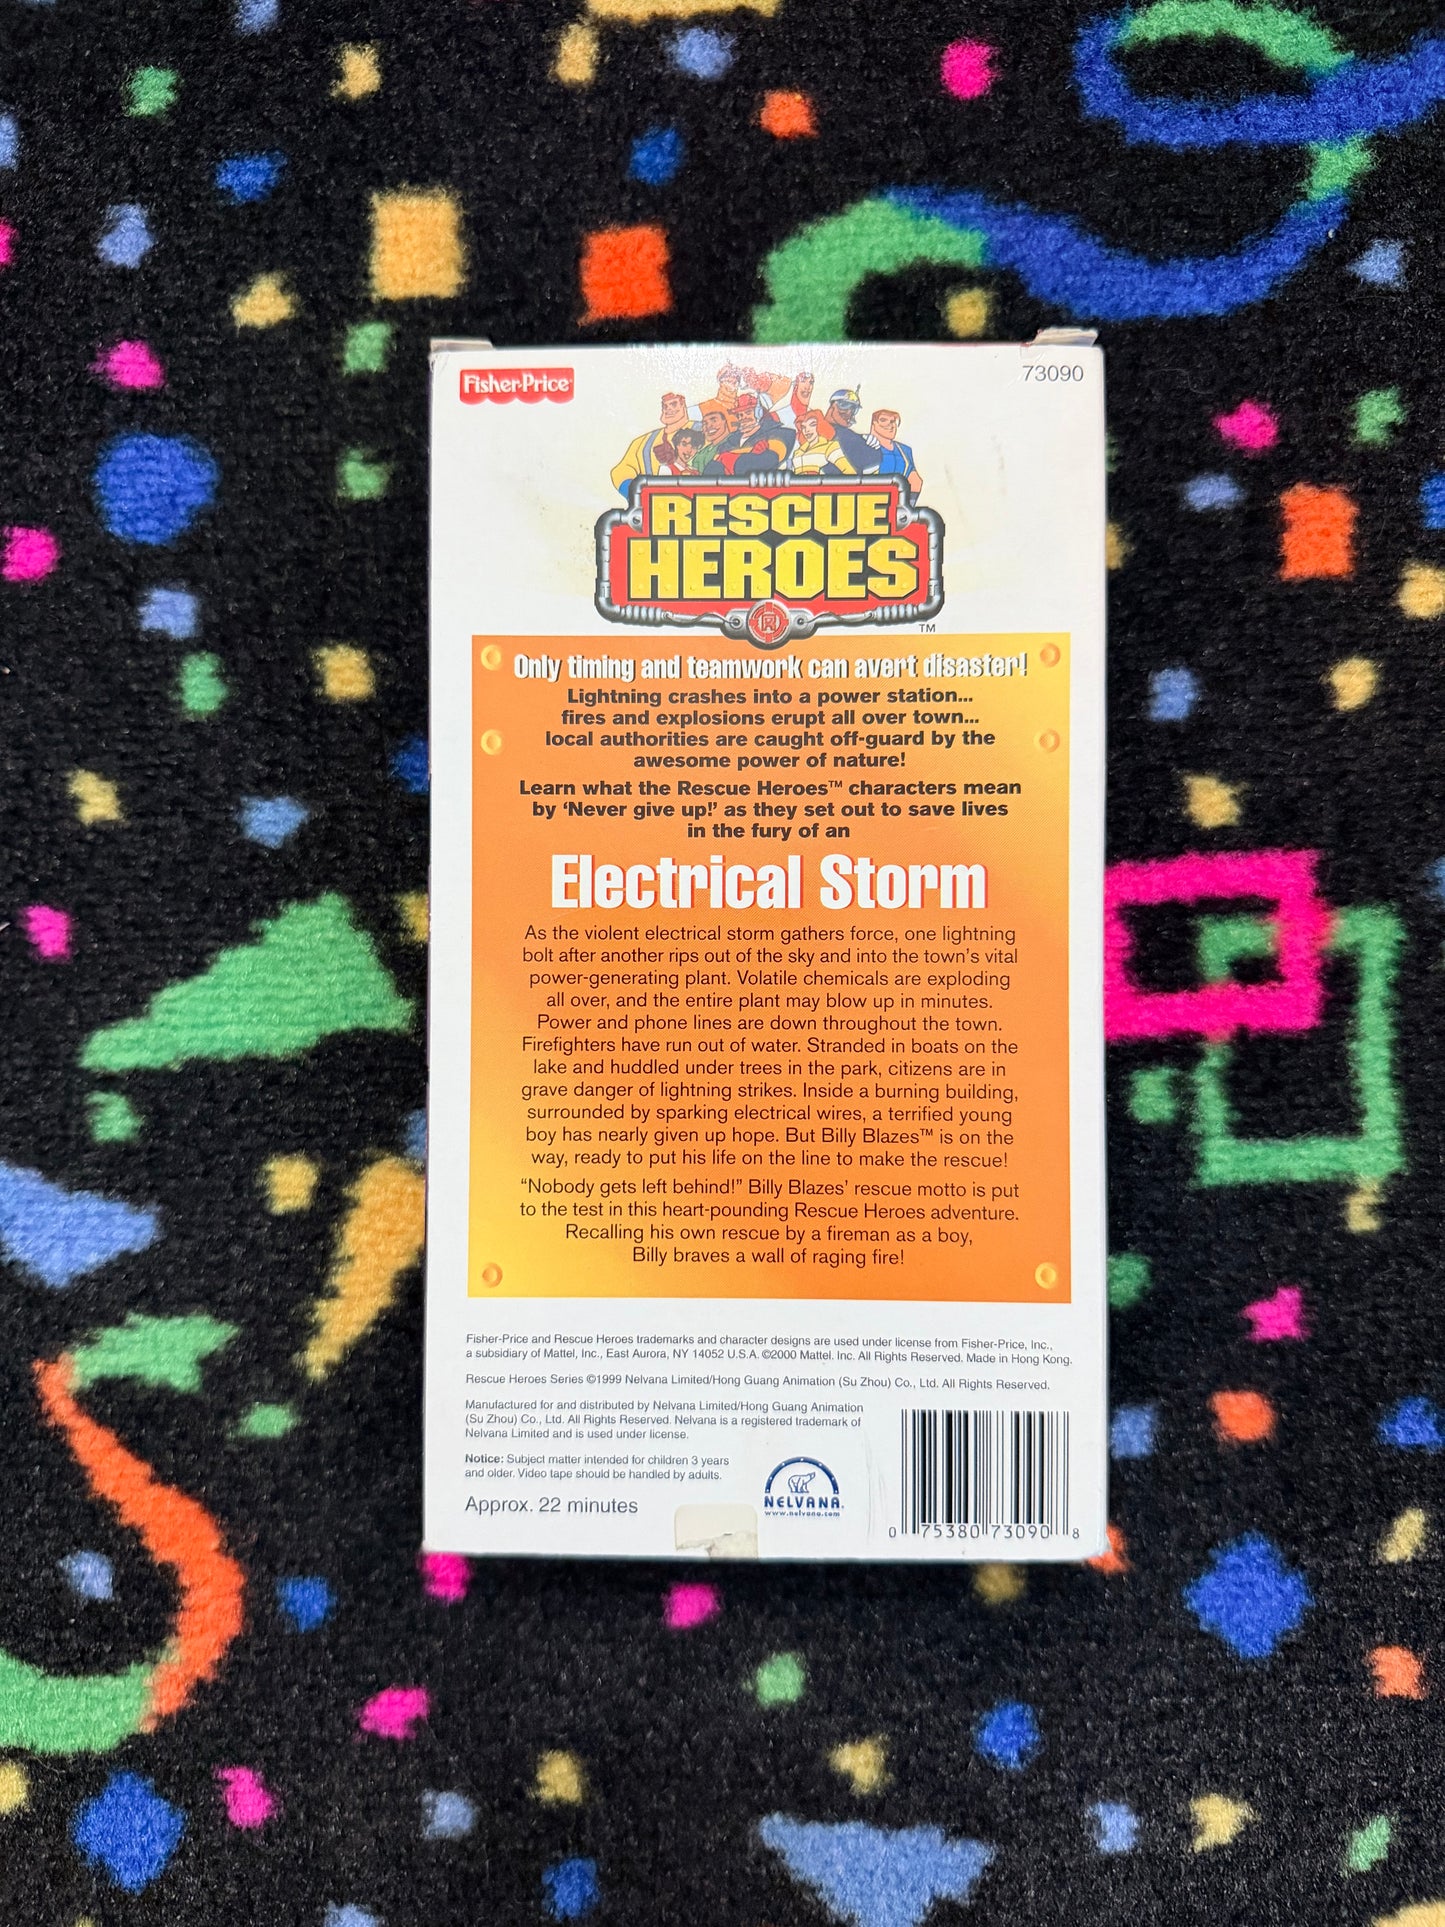 Fisher-Price
73090
RESCUE
HEROES
TM
Only timing and teamwork can avert disaster!
Lightning crashes into a power station...
fires and explosions erupt all over town...
local authorities are caught off-guard by the
awesome power of nature!
Learn what the Rescue Heroes™ characters mean
by ‘Never give up!’ as they set out to save lives
in the fury of an
Electrical Storm
As the violent electrical storm gathers force, one lightning
bolt after another rips out of the sky and into the town’s vital
power-generating plant. Volatile chemicals are exploding
all over, and the entire plant may blow up in minutes.
Power and phone lines are down throughout the town.
Firefighters have run out of water. Stranded in boats on the
lake and huddled under trees in the park, citizens are in
grave danger of lightning strikes. Inside a burning building,
surrounded by sparking electrical wires, a terrified young
boy has nearly given up hope. But Billy Blazes™ is on the
way, ready to put his life on the line to make the rescue!
“Nobody gets left behind!” Billy Blazes’ rescue motto is put
to the test in this heart-pounding Rescue Heroes adventure.
Recalling his own rescue by a fireman as a boy,
Billy braves a wall of raging fire!
Fisher-Price and Rescue Heroes trademarks and character designs are used under license from Fisher-Price, Inc.,
a subsidiary of Mattel, Inc., East Aurora, NY 14052 U.S.A. ©2000 Mattel. Inc. All Rights Reserved. Made in Hong Kong.
Rescue Heroes Series ©1999 Nelvana Limited/Hong Guang Animation (Su Zhou) Co., Ltd. All Rights Reserved.
Manufactured for and distributed by Nelvana Limited/Hong Guang Animation
(Su Zhou) Co., Ltd. All Rights Reserved. Nelvana is a registered trademark of
Nelvana Limited and is used under license.
Notice: Subject matter intended for children 3 years
and older. Video tape should be handled by adults.
Approx. 22 minutes
NELVANA®
www.nelvana.com
0 75380 73090 8